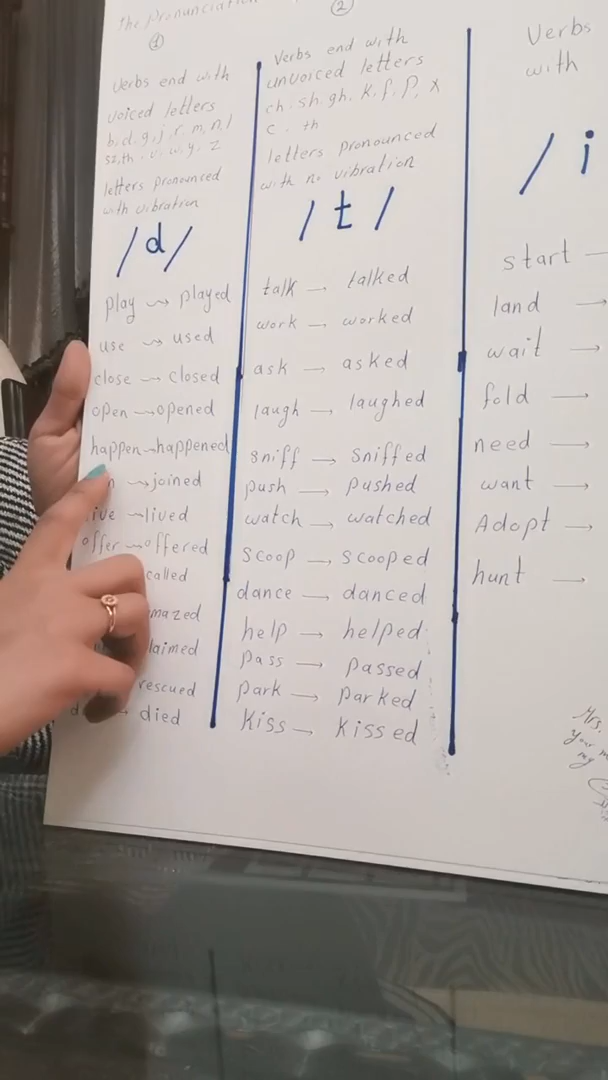 The Pronunciation
①
Verbs end with
voiced letters
b, d, g, j, r, m, n, l
letters pronounced
with vibration
/d/
play → played
use → used
close → closed
open → opened
happen → happened
n → joined
ive → lived
offer → offered
called
mazed
laimed
rescued
d → died
②
Verbs end with
unvoiced letters
ch. sh. gh. k. f. p. x
c. th
letters pronounced
with no vibration
/t/
talk → talked
work → worked
ask → asked
laugh → laughed
sniff → sniffed
push → pushed
watch → watched
scoop → scooped
dance → danced
help → helped
pass → passed
park → parked
kiss → kissed
Verbs
with
/i
start →
land →
wait →
fold →
need →
want →
Adopt →
hunt →
Mrs.